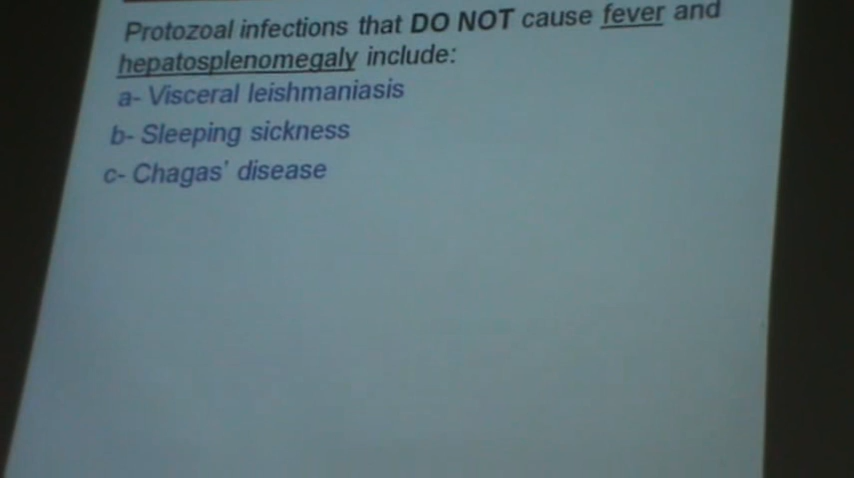 Protozoal infections that DO NOT cause fever and
hepatosplenomegaly include:
a- Visceral leishmaniasis
b- Sleeping sickness
c- Chagas' disease